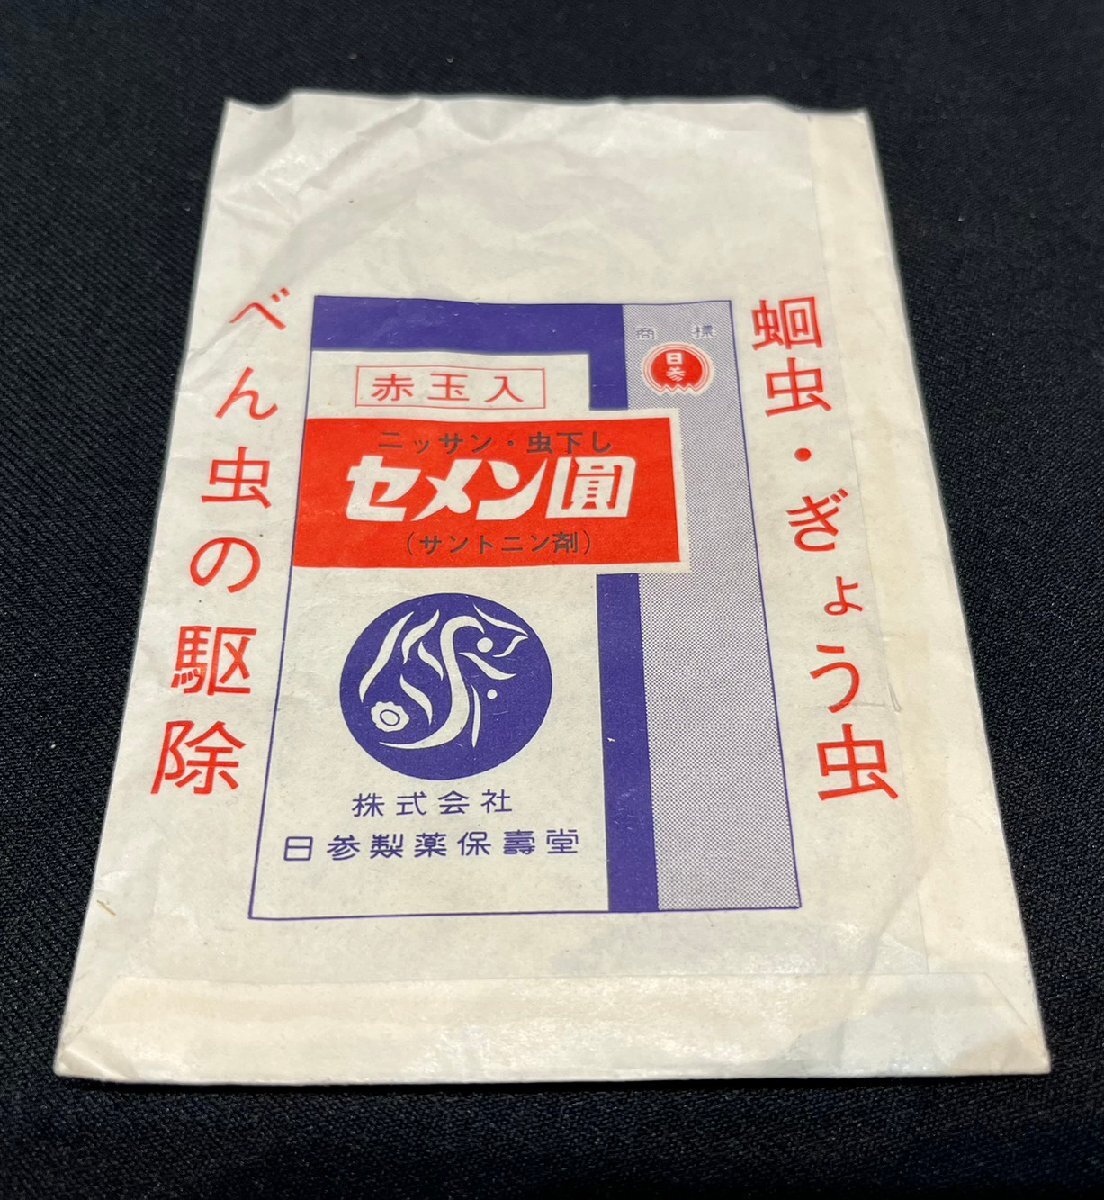 蛔虫・ぎょう虫
べん虫の駆除
商標
日参
赤玉入
ニッサン・虫下し
セメン圓
(サントニン剤)
株式会社
日参製薬保壽堂